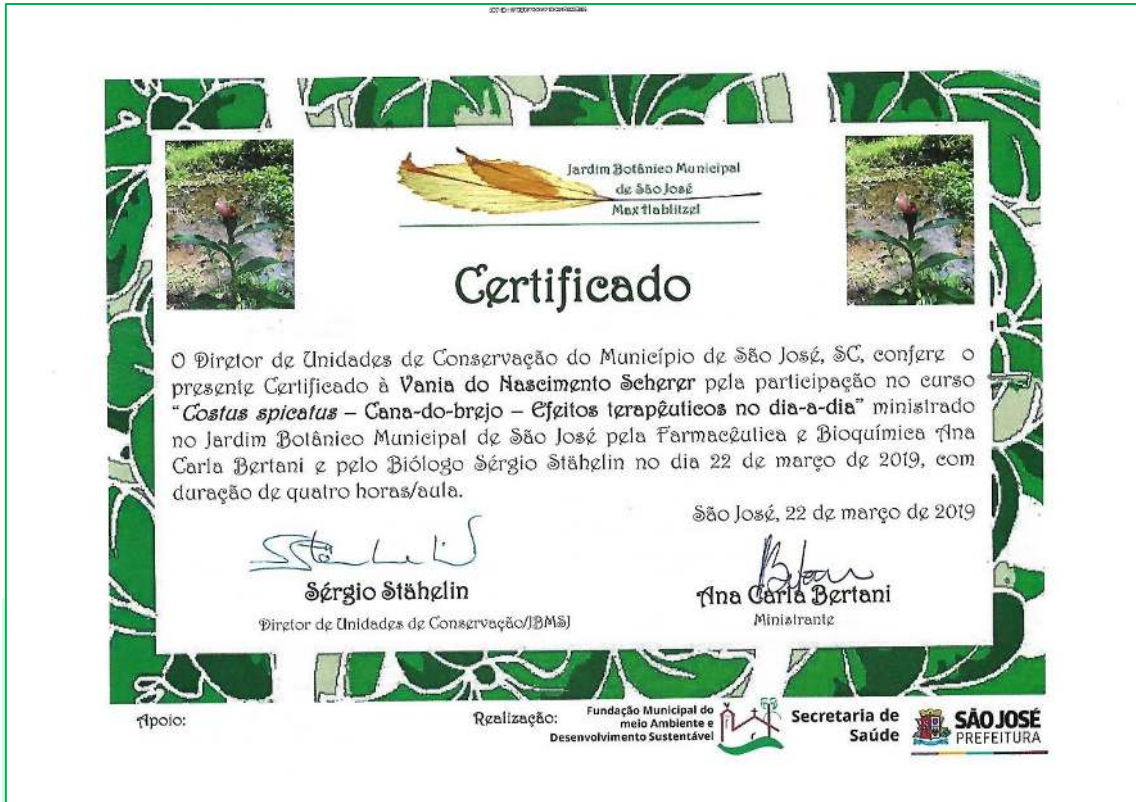 Jardim Botânico Municipal
de São José
Max Hablitzel
Certificado
O Diretor de Unidades de Conservação do Município de São José, SC, confere o
presente Certificado à Vania do Nascimento Scherer pela participação no curso
“Costus spicatus – Cana-do-brejo – Efeitos terapêuticos no dia-a-dia” ministrado
no Jardim Botânico Municipal de São José pela Farmacêutica e Bioquímica Ana
Carla Bertani e pelo Biólogo Sérgio Stähelin no dia 22 de março de 2019, com
duração de quatro horas/aula.
São José, 22 de março de 2019
Sérgio Stähelin
Diretor de Unidades de Conservação/JBMSJ
Ana Carla Bertani
Ministrante
Apoio:
Realização:
Fundação Municipal do
meio Ambiente e
Desenvolvimento Sustentável
Secretaria de
Saúde
SÃO JOSÉ
PREFEITURA